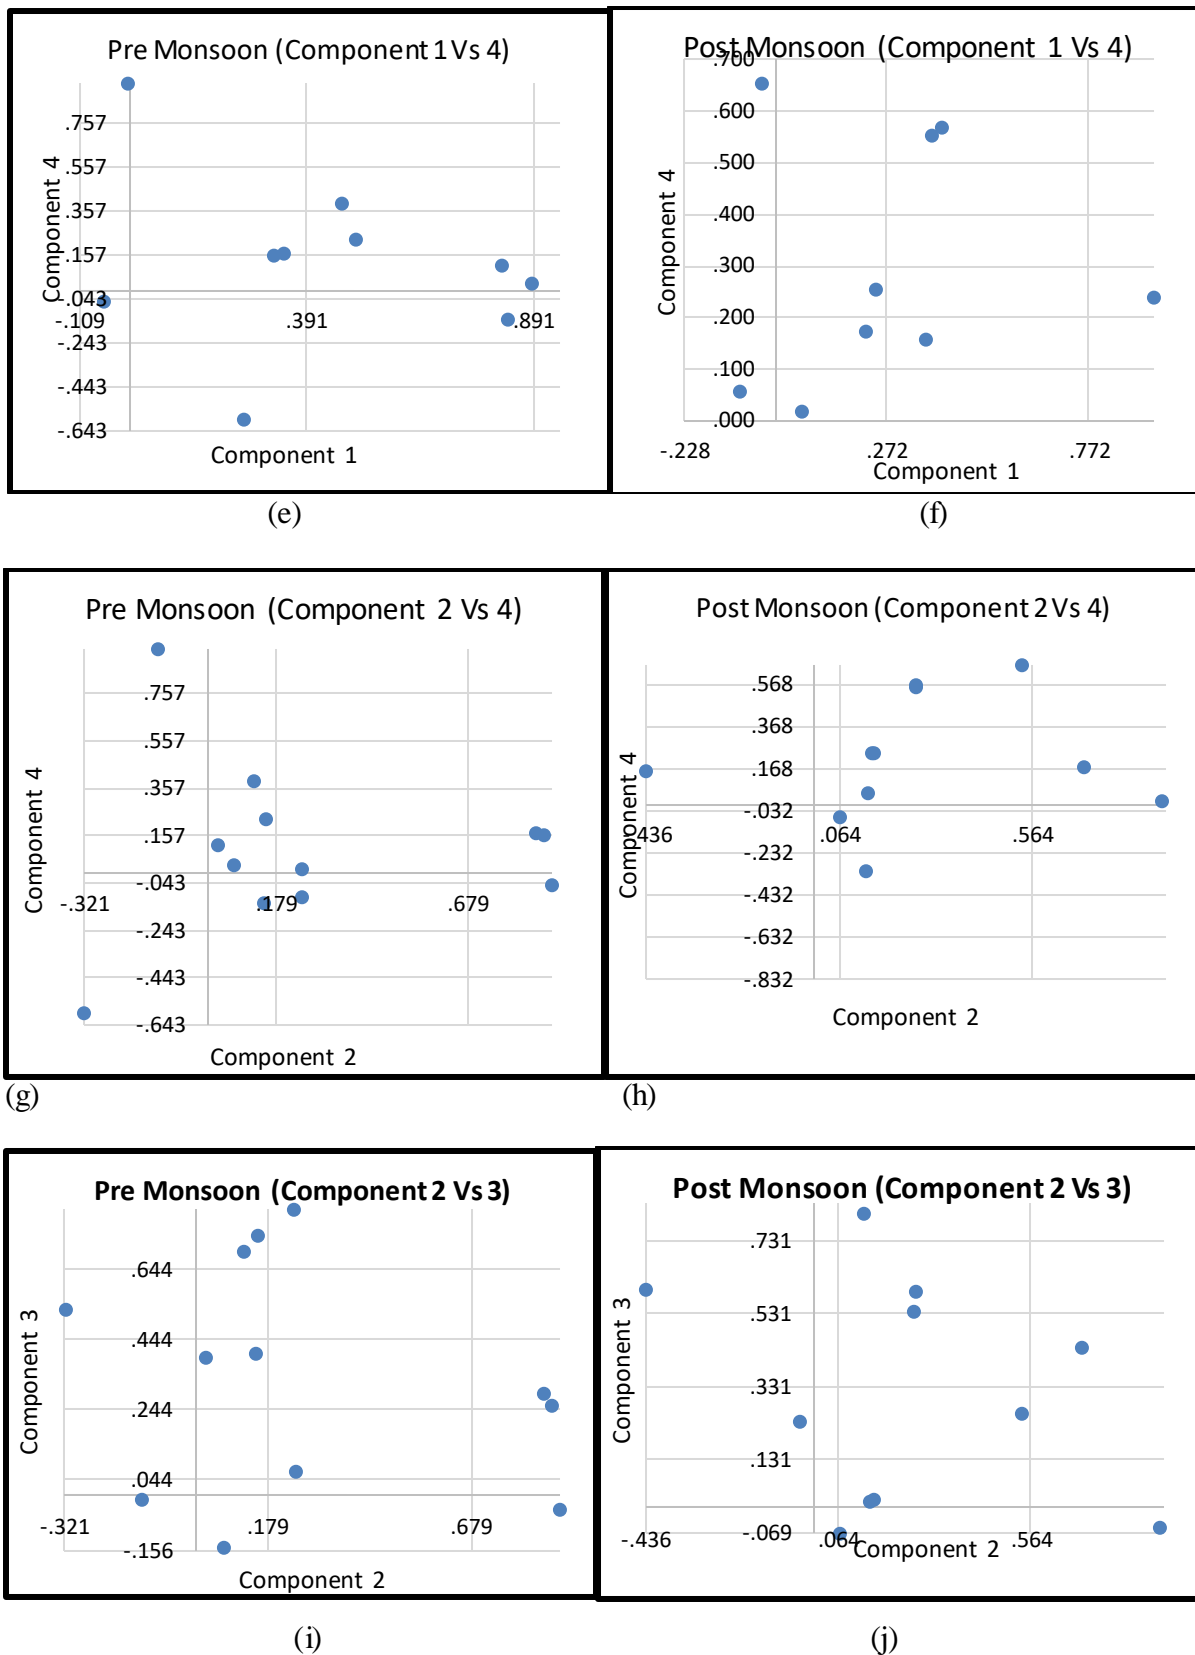 Pre Monsoon (Component 1 Vs 4)
.757
.557
.357
.157
-.043
-.243
-.443
-.643
-.109 .391 .891
Component 4
Component 1
(e)
Post Monsoon (Component 1 Vs 4)
.700
.600
.500
.400
.300
.200
.100
.000
-.228 .272 .772
Component 4
Component 1
(f)
Pre Monsoon (Component 2 Vs 4)
.757
.557
.357
.157
-.043
-.243
-.443
-.643
-.321 .179 .679
Component 4
Component 2
(g)
Post Monsoon (Component 2 Vs 4)
.568
.368
.168
-.032
-.232
-.432
-.632
-.832
-.436 .064 .564
Component 4
Component 2
(h)
Pre Monsoon (Component 2 Vs 3)
.644
.444
.244
.044
-.156
-.321 .179 .679
Component 3
Component 2
(i)
Post Monsoon (Component 2 Vs 3)
.731
.531
.331
.131
-.069
-.436 .064 .564
Component 3
Component 2
(j)